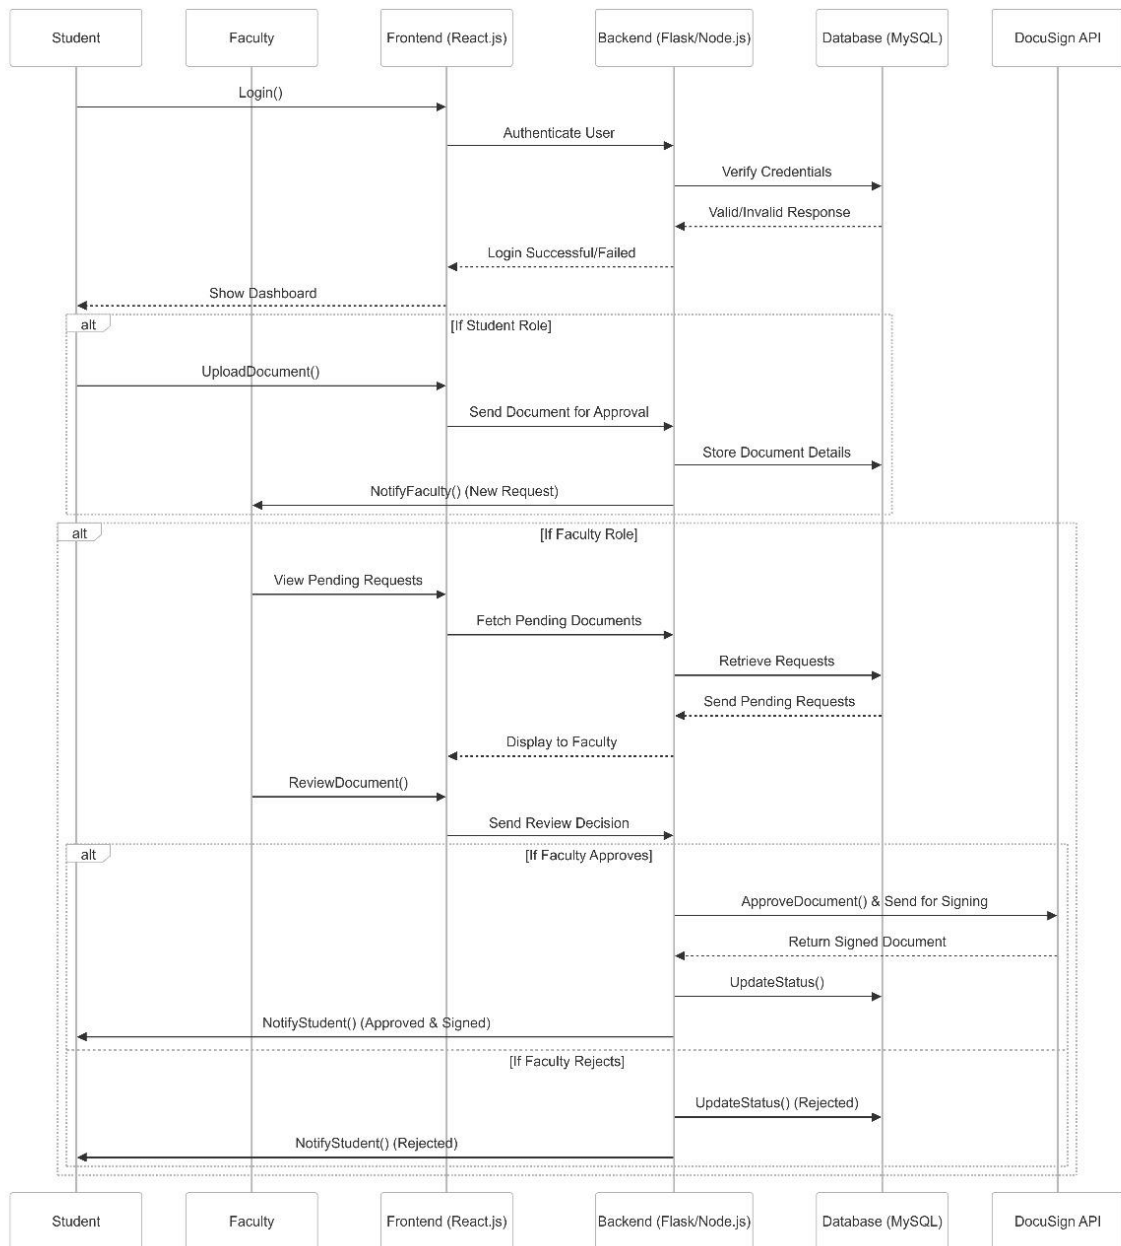 Student
Faculty
Frontend (React.js)
Backend (Flask/Node.js)
Database (MySQL)
DocuSign API
Login()
Authenticate User
Verify Credentials
Valid/Invalid Response
Login Successful/Failed
Show Dashboard
alt
[If Student Role]
UploadDocument()
Send Document for Approval
Store Document Details
NotifyFaculty() (New Request)
alt
[If Faculty Role]
View Pending Requests
Fetch Pending Documents
Retrieve Requests
Send Pending Requests
Display to Faculty
ReviewDocument()
Send Review Decision
alt
[If Faculty Approves]
ApproveDocument() & Send for Signing
Return Signed Document
UpdateStatus()
NotifyStudent() (Approved & Signed)
[If Faculty Rejects]
UpdateStatus() (Rejected)
NotifyStudent() (Rejected)
Student
Faculty
Frontend (React.js)
Backend (Flask/Node.js)
Database (MySQL)
DocuSign API